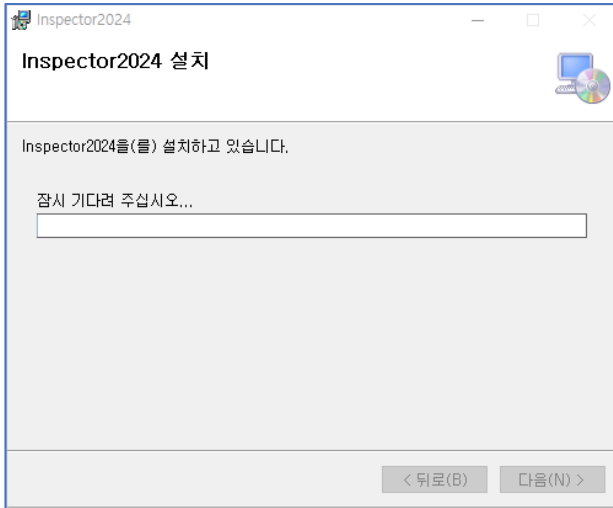 Inspector2024
Inspector2024 설치
Inspector2024을(를) 설치하고 있습니다.
잠시 기다려 주십시오...
< 뒤로(B)
다음(N) >